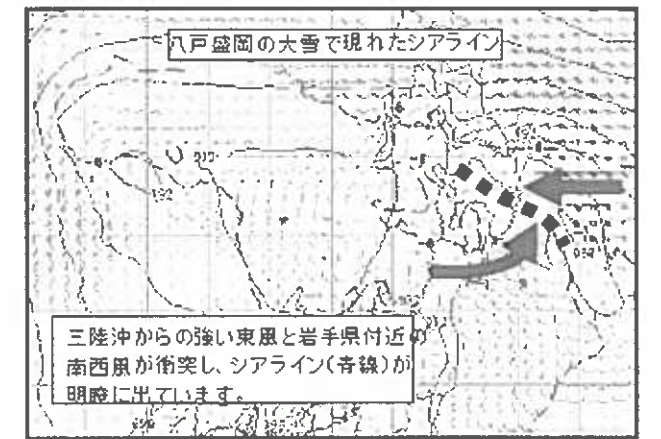 八戸盛岡の大雪で現れたシアライン
三陸沖からの強い東風と岩手県付近の
南西風が衝突し、シアライン(青線)が
明瞭に出ています。